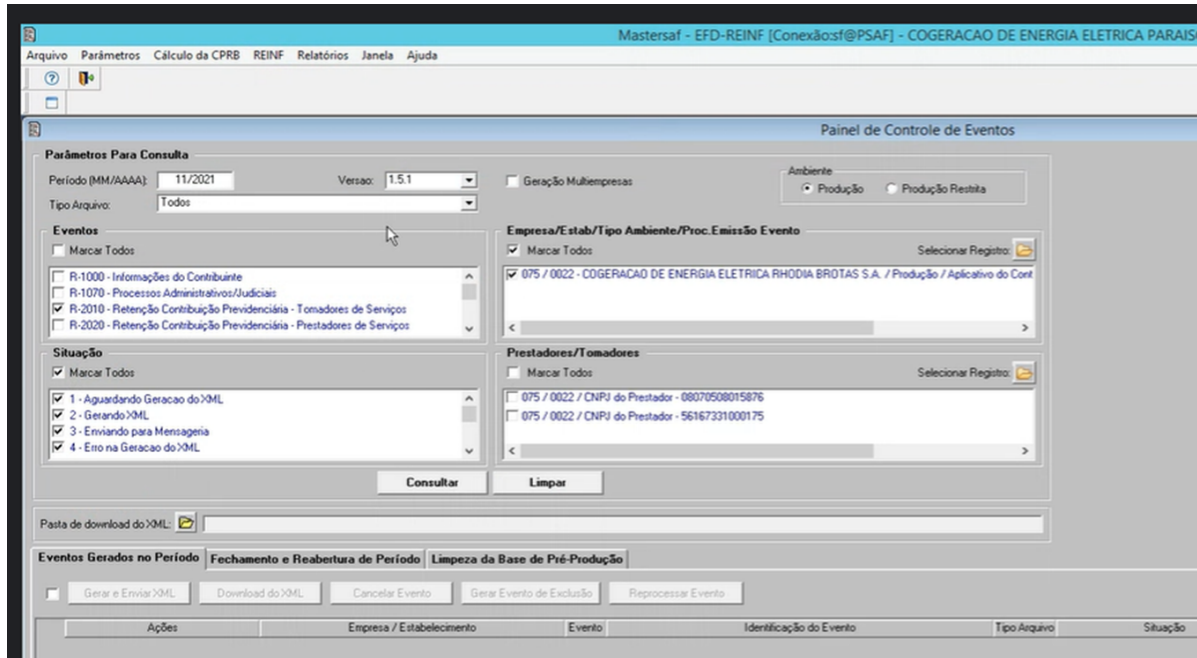 Mastersaf - EFD-REINF [Conexão:sf@PSAF] - COGERACAO DE ENERGIA ELETRICA PARAIS
Arquivo Parâmetros Cálculo da CPRB REINF Relatórios Janela Ajuda
Painel de Controle de Eventos
Parâmetros Para Consulta
Período (MM/AAAA): 11/2021 Versao: 1.5.1 Geração Multiempresas Ambiente
Produção Produção Restrita
Tipo Arquivo: Todos
Eventos
Marcar Todos
R-1000 - Informações do Contribuinte
R-1070 - Processos Administrativos/Judiciais
R-2010 - Retenção Contribuição Previdenciária - Tomadores de Serviços
R-2020 - Retenção Contribuição Previdenciária - Prestadores de Serviços
Empresa/Estab/Tipo Ambiente/Proc.Emissão Evento
Marcar Todos Selecionar Registro:
075 / 0022 - COGERACAO DE ENERGIA ELETRICA RHODIA BROTAS S.A. / Produção / Aplicativo do Cont
Situação
Marcar Todos
1 - Aguardando Geracao do XML
2 - Gerando XML
3 - Enviando para Mensageria
4 - Erro na Geracao do XML
Prestadores/Tomadores
Marcar Todos Selecionar Registro:
075 / 0022 / CNPJ do Prestador - 08070508015876
075 / 0022 / CNPJ do Prestador - 56167331000175
Consultar Limpar
Pasta de download do XML:
Eventos Gerados no Período Fechamento e Reabertura de Período Limpeza da Base de Pré-Produção
Gerar e Enviar XML Download do XML Cancelar Evento Gerar Evento de Exclusão Reprocessar Evento
Ações Empresa / Estabelecimento Evento Identificação do Evento Tipo Arquivo Situação